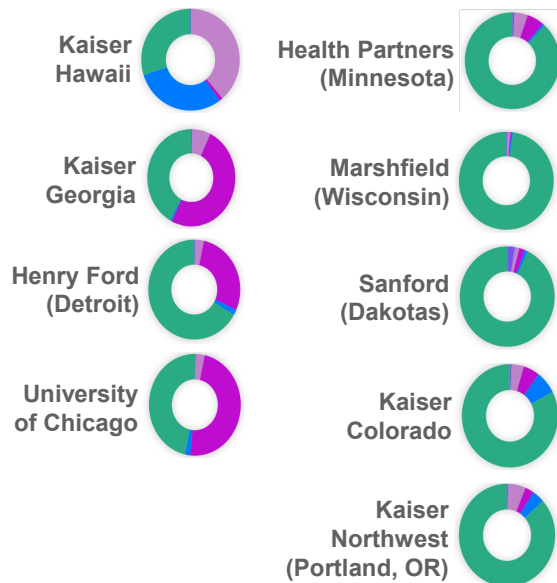 Kaiser
Hawaii
Kaiser
Georgia
Henry Ford
(Detroit)
University
of Chicago
Health Partners
(Minnesota)
Marshfield
(Wisconsin)
Sanford
(Dakotas)
Kaiser
Colorado
Kaiser
Northwest
(Portland, OR)